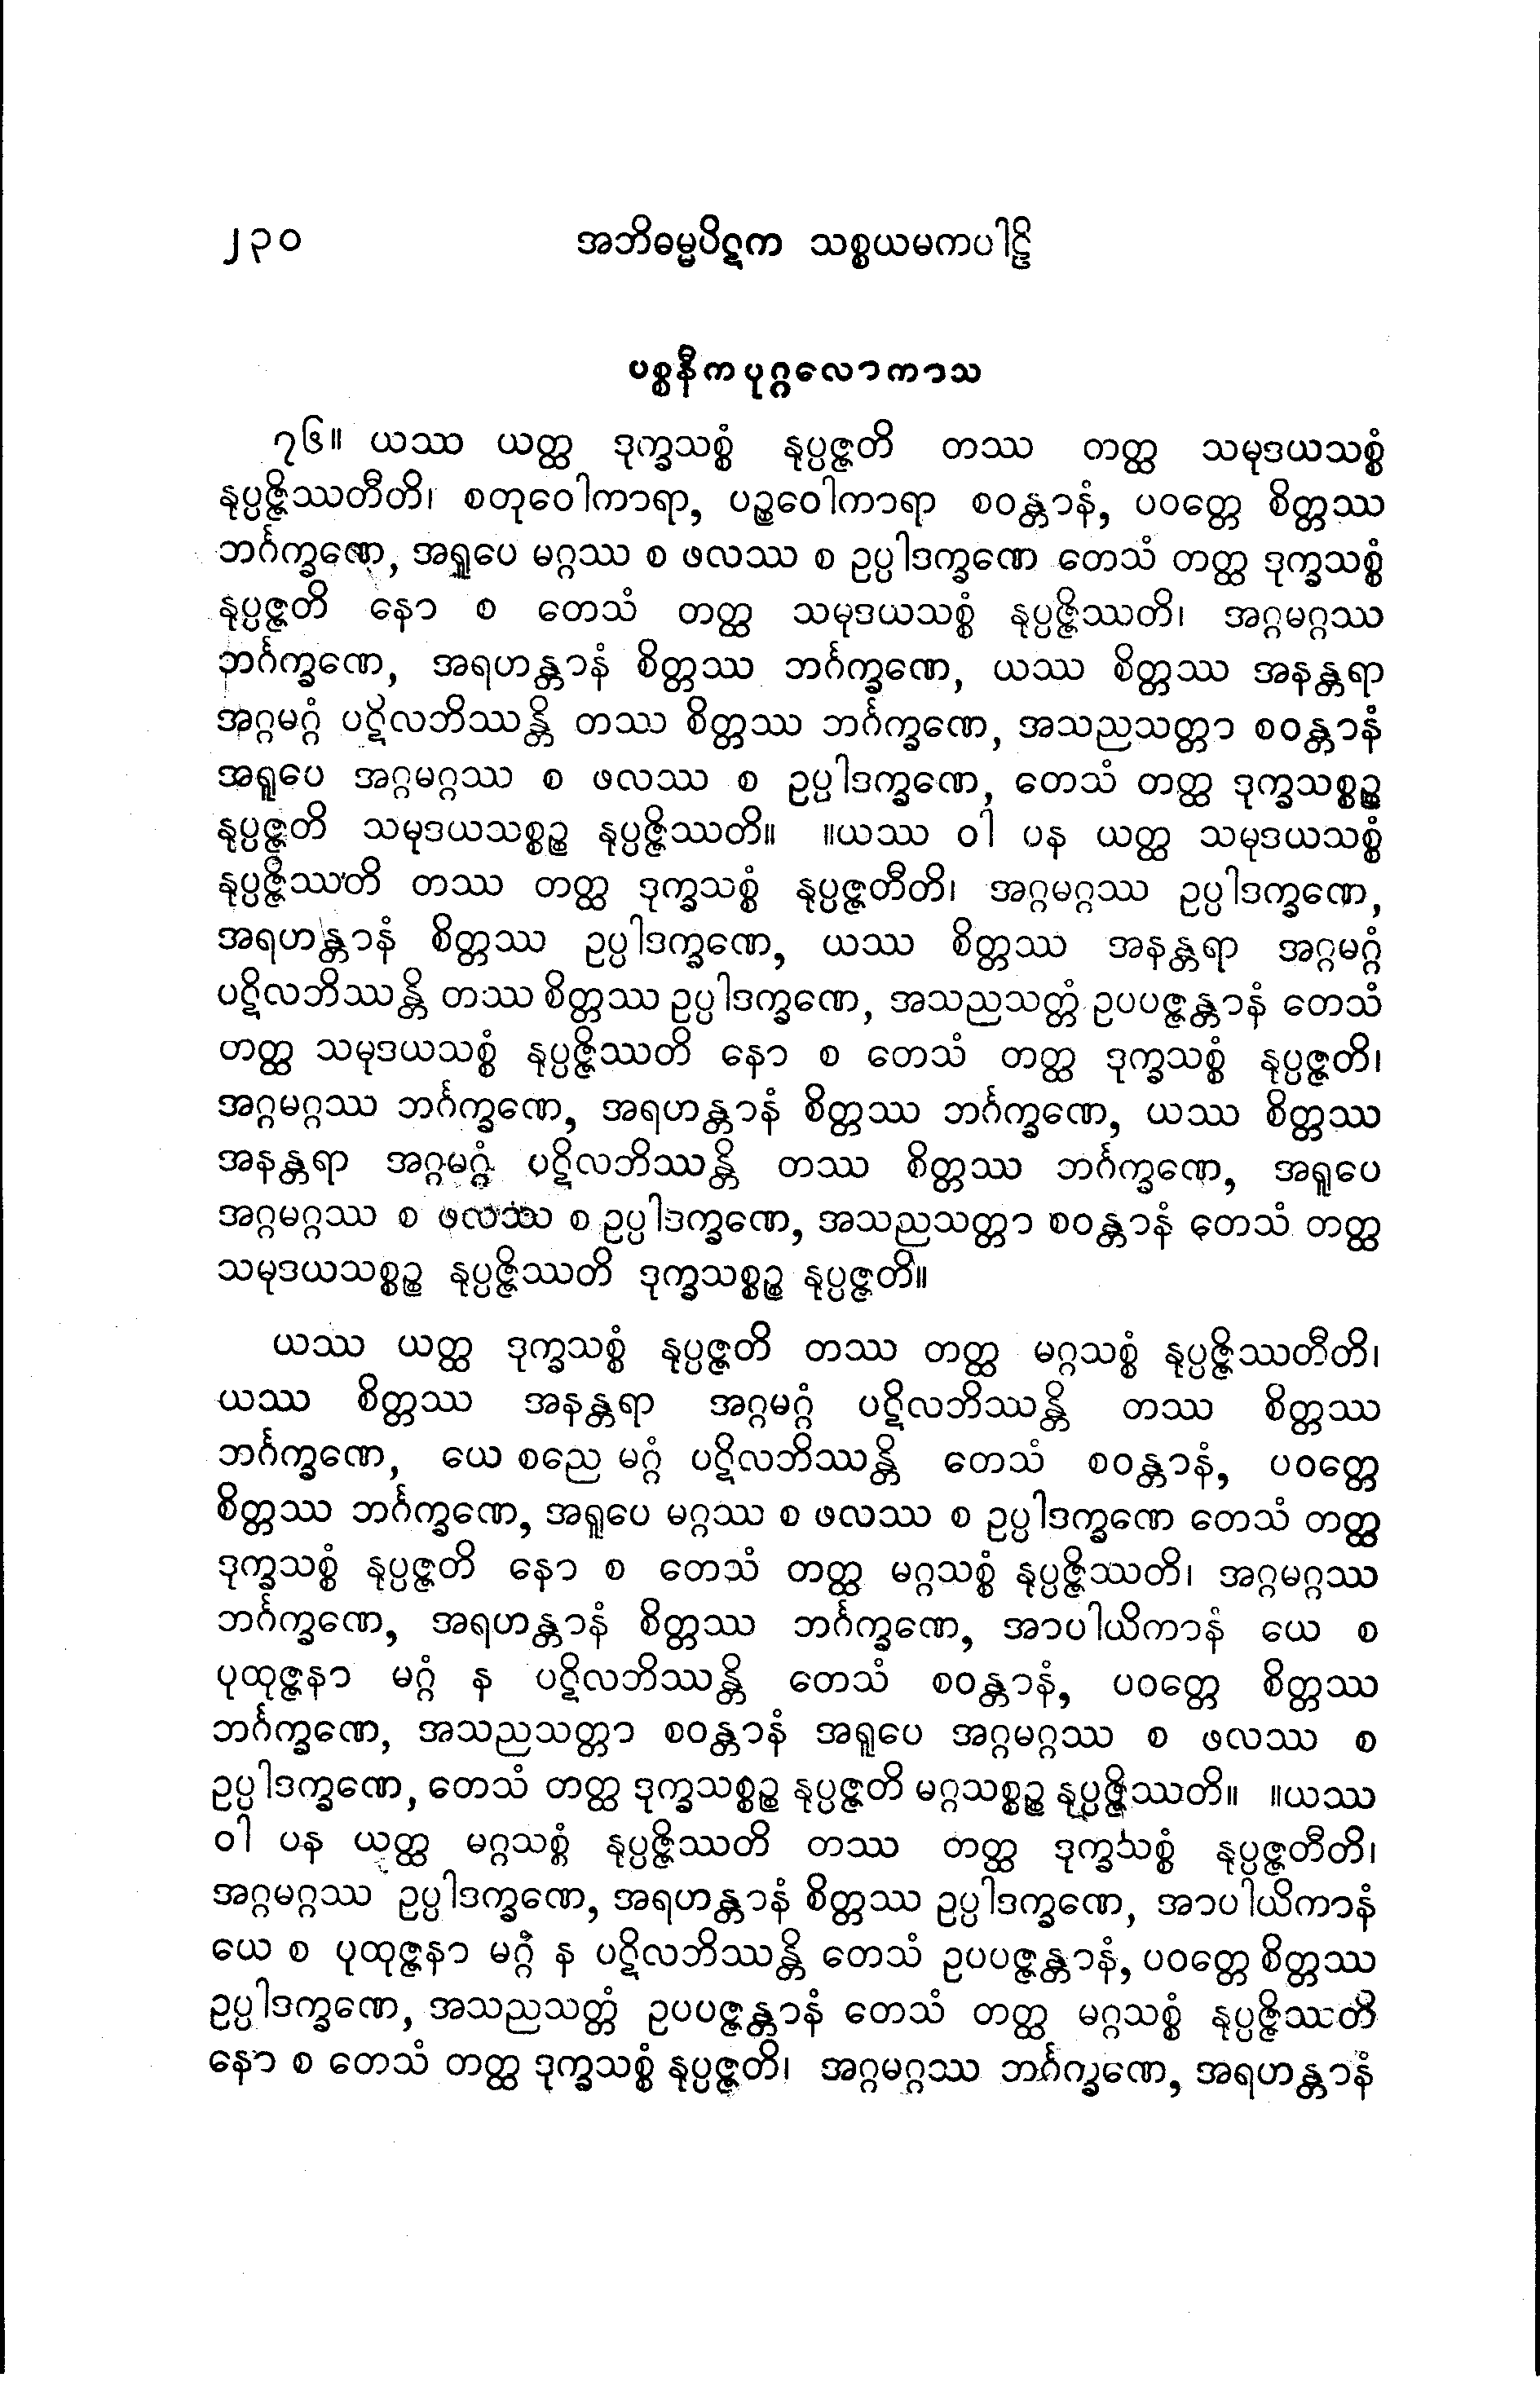 ၂၃၀ အဘိဓမ္မပိဋက သစ္စယမကပါဠိ
ပစ္စနီကပုဂ္ဂလောကာသ
၇၆။ ယဿ ယတ္ထ ဒုက္ခသစ္စံ နုပ္ပဇ္ဇတိ တဿ တတ္ထ သမုဒယသစ္စံ
နုပ္ပဇ္ဇိဿတီတိ၊ စတုဝေါကာရာ, ပဉ္စဝေါကာရာ စဝန္တာနံ, ပဝတ္တေ စိတ္တဿ
ဘင်္ဂက္ခဏေ, အရူပေ မဂ္ဂဿ စ ဖလဿ စ ဥပ္ပါဒက္ခဏေ တေသံ တတ္ထ ဒုက္ခသစ္စံ
နုပ္ပဇ္ဇတိ နော စ တေသံ တတ္ထ သမုဒယသစ္စံ နုပ္ပဇ္ဇိဿတိ၊ အဂ္ဂမဂ္ဂဿ
ဘင်္ဂက္ခဏေ, အရဟန္တာနံ စိတ္တဿ ဘင်္ဂက္ခဏေ, ယဿ စိတ္တဿ အနန္တရာ
အဂ္ဂမဂ္ဂံ ပဋိလဘိဿန္တိ တဿ စိတ္တဿ ဘင်္ဂက္ခဏေ, အသညသတ္တာ စဝန္တာနံ
အရူပေ အဂ္ဂမဂ္ဂဿ စ ဖလဿ စ ဥပ္ပါဒက္ခဏေ, တေသံ တတ္ထ ဒုက္ခသစ္စဉ္စ
နုပ္ပဇ္ဇတိ သမုဒယသစ္စဉ္စ နုပ္ပဇ္ဇိဿတိ။ ။ယဿ ဝါ ပန ယတ္ထ သမုဒယသစ္စံ
နုပ္ပဇ္ဇိဿတိ တဿ တတ္ထ ဒုက္ခသစ္စံ နုပ္ပဇ္ဇတီတိ၊ အဂ္ဂမဂ္ဂဿ ဥပ္ပါဒက္ခဏေ,
အရဟန္တာနံ စိတ္တဿ ဥပ္ပါဒက္ခဏေ, ယဿ စိတ္တဿ အနန္တရာ အဂ္ဂမဂ္ဂံ
ပဋိလဘိဿန္တိ တဿ စိတ္တဿ ဥပ္ပါဒက္ခဏေ, အသညသတ္တံ ဥပပဇ္ဇန္တာနံ တေသံ
တတ္ထ သမုဒယသစ္စံ နုပ္ပဇ္ဇိဿတိ နော စ တေသံ တတ္ထ ဒုက္ခသစ္စံ နုပ္ပဇ္ဇတိ၊
အဂ္ဂမဂ္ဂဿ ဘင်္ဂက္ခဏေ, အရဟန္တာနံ စိတ္တဿ ဘင်္ဂက္ခဏေ, ယဿ စိတ္တဿ
အနန္တရာ အဂ္ဂမဂ္ဂံ ပဋိလဘိဿန္တိ တဿ စိတ္တဿ ဘင်္ဂက္ခဏေ, အရူပေ
အဂ္ဂမဂ္ဂဿ စ ဖလဿ စ ဥပ္ပါဒက္ခဏေ, အသညသတ္တာ စဝန္တာနံ တေသံ တတ္ထ
သမုဒယသစ္စဉ္စ နုပ္ပဇ္ဇိဿတိ ဒုက္ခသစ္စဉ္စ နုပ္ပဇ္ဇတိ။
ယဿ ယတ္ထ ဒုက္ခသစ္စံ နုပ္ပဇ္ဇတိ တဿ တတ္ထ မဂ္ဂသစ္စံ နုပ္ပဇ္ဇိဿတီတိ၊
ယဿ စိတ္တဿ အနန္တရာ အဂ္ဂမဂ္ဂံ ပဋိလဘိဿန္တိ တဿ စိတ္တဿ
ဘင်္ဂက္ခဏေ, ယေ စညေ မဂ္ဂံ ပဋိလဘိဿန္တိ တေသံ စဝန္တာနံ, ပဝတ္တေ
စိတ္တဿ ဘင်္ဂက္ခဏေ, အရူပေ မဂ္ဂဿ စ ဖလဿ စ ဥပ္ပါဒက္ခဏေ တေသံ တတ္ထ
ဒုက္ခသစ္စံ နုပ္ပဇ္ဇတိ နော စ တေသံ တတ္ထ မဂ္ဂသစ္စံ နုပ္ပဇ္ဇိဿတိ၊ အဂ္ဂမဂ္ဂဿ
ဘင်္ဂက္ခဏေ, အရဟန္တာနံ စိတ္တဿ ဘင်္ဂက္ခဏေ, အာပါယိကာနံ ယေ စ
ပုထုဇ္ဇနာ မဂ္ဂံ န ပဋိလဘိဿန္တိ တေသံ စဝန္တာနံ, ပဝတ္တေ စိတ္တဿ
ဘင်္ဂက္ခဏေ, အသညသတ္တာ စဝန္တာနံ အရူပေ အဂ္ဂမဂ္ဂဿ စ ဖလဿ စ
ဥပ္ပါဒက္ခဏေ, တေသံ တတ္ထ ဒုက္ခသစ္စဉ္စ နုပ္ပဇ္ဇတိ မဂ္ဂသစ္စဉ္စ နုပ္ပဇ္ဇိဿတိ။ ။ယဿ
ဝါ ပန ယတ္ထ မဂ္ဂသစ္စံ နုပ္ပဇ္ဇိဿတိ တဿ တတ္ထ ဒုက္ခသစ္စံ နုပ္ပဇ္ဇတီတိ၊
အဂ္ဂမဂ္ဂဿ ဥပ္ပါဒက္ခဏေ, အရဟန္တာနံ စိတ္တဿ ဥပ္ပါဒက္ခဏေ, အာပါယိကာနံ
ယေ စ ပုထုဇ္ဇနာ မဂ္ဂံ န ပဋိလဘိဿန္တိ တေသံ ဥပပဇ္ဇန္တာနံ, ပဝတ္တေ စိတ္တဿ
ဥပ္ပါဒက္ခဏေ, အသညသတ္တံ ဥပပဇ္ဇန္တာနံ တေသံ တတ္ထ မဂ္ဂသစ္စံ နုပ္ပဇ္ဇိဿတိ
နော စ တေသံ တတ္ထ ဒုက္ခသစ္စံ နုပ္ပဇ္ဇတိ၊ အဂ္ဂမဂ္ဂဿ ဘင်္ဂက္ခဏေ, အရဟန္တာနံ